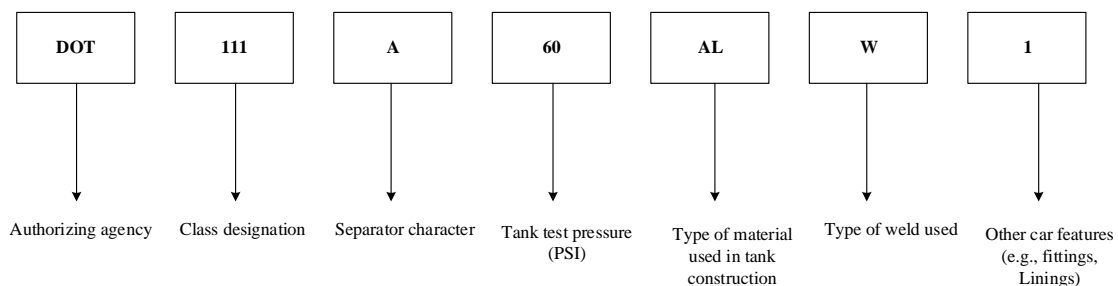 DOT
111
A
60
AL
W
1
Authorizing agency
Class designation
Separator character
Tank test pressure
(PSI)
Type of material
used in tank
construction
Type of weld used
Other car features
(e.g., fittings,
Linings)